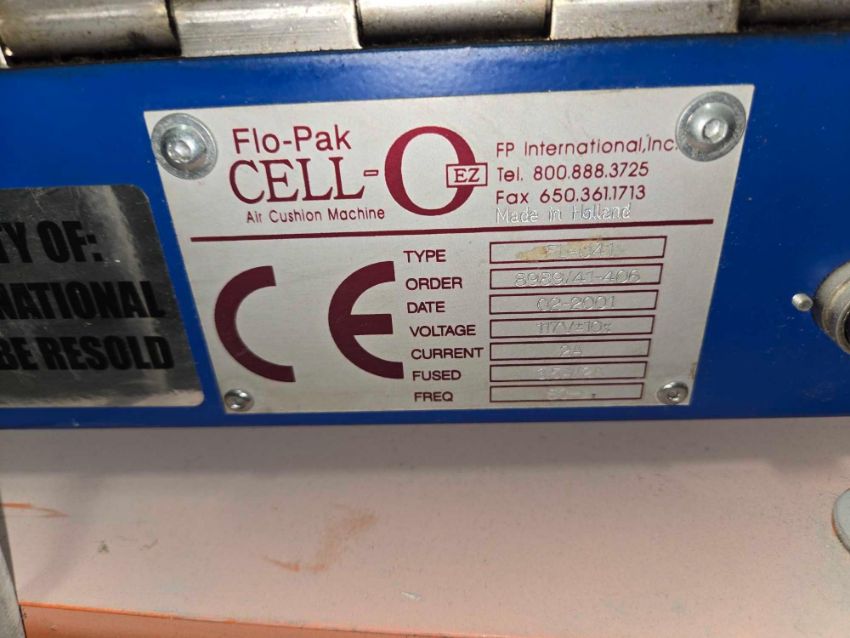 Flo-Pak
CELL-O EZ
Air Cushion Machine
FP International, Inc.
Tel. 800.888.3725
Fax 650.361.1713
Made in Holland
TY OF:
NATIONAL
BE RESOLD
CE
TYPE
ORDER 8989/41-406
DATE 02-2001
VOLTAGE 117V±10%
CURRENT 2A
FUSED
FREQ